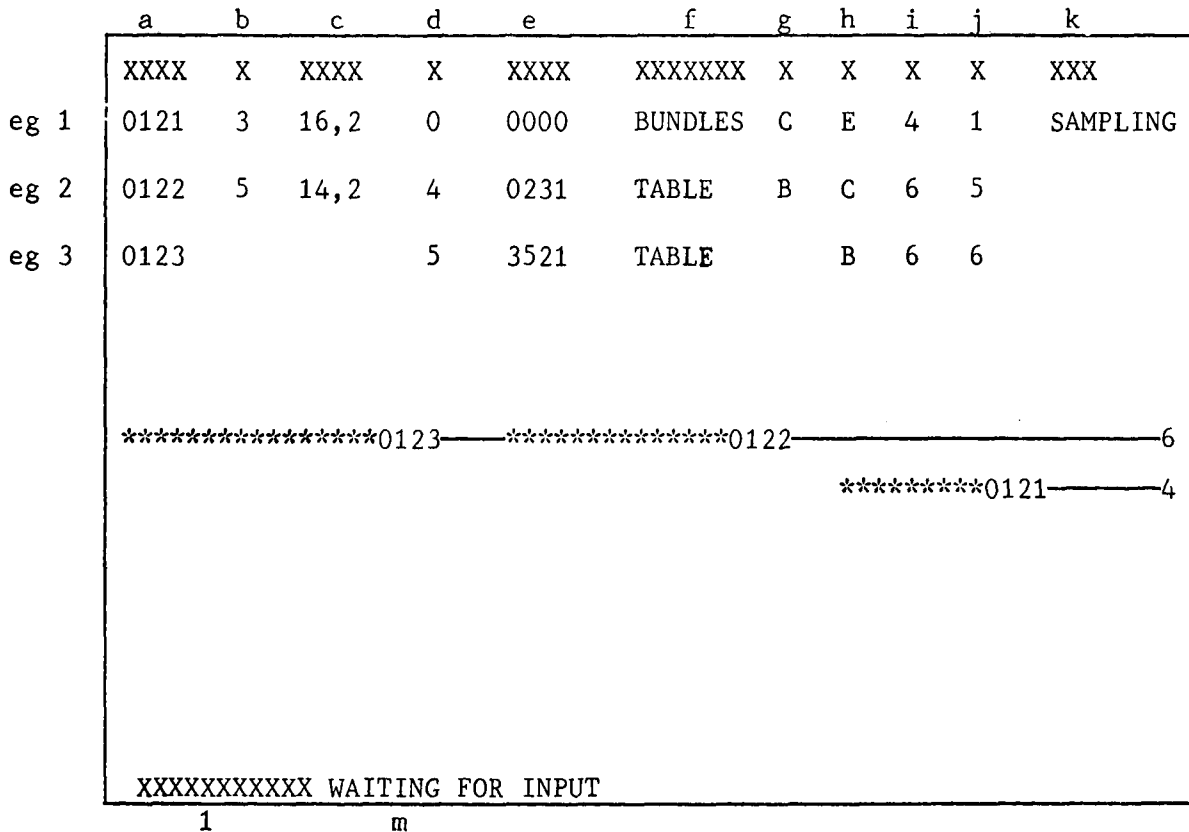 a b c d e f g h i j k
XXXX X XXXX X XXXX XXXXXXX X X X X XXX
eg 1 0121 3 16,2 0 0000 BUNDLES C E 4 1 SAMPLING
eg 2 0122 5 14,2 4 0231 TABLE B C 6 5
eg 3 0123 5 3521 TABLE B 6 6
****************0123——**************0122————————————6
*********0121————4
XXXXXXXXXXX WAITING FOR INPUT
1 m